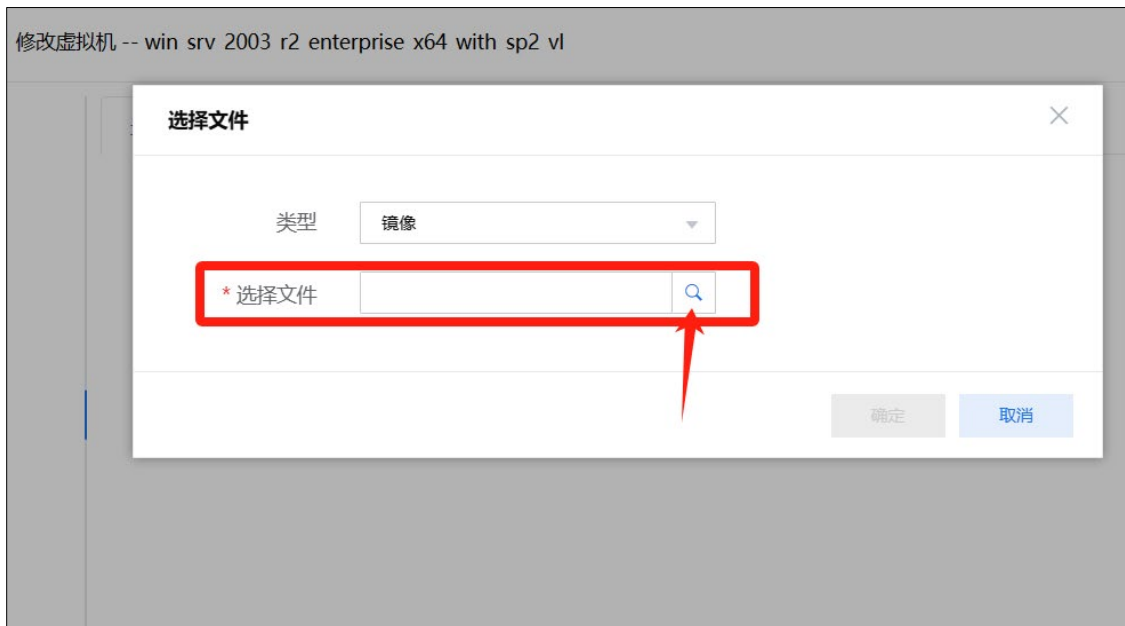 修改虚拟机 -- win srv 2003 r2 enterprise x64 with sp2 vl
选择文件
类型 镜像
* 选择文件
确定 取消